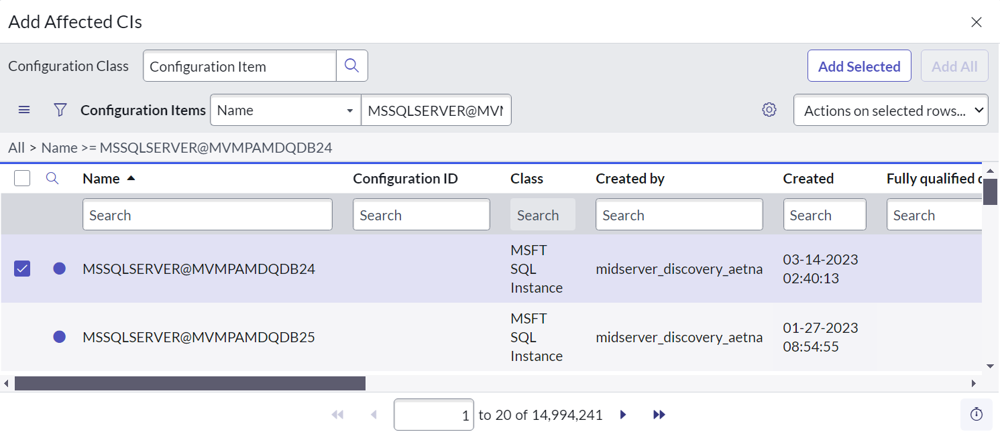 Add Affected CIs
Configuration Class
Configuration Item
Add Selected
Add All
Configuration Items
Name
MSSQLSERVER@MVM
Actions on selected rows...
All > Name >= MSSQLSERVER@MVMPAMDQDB24
Name
Configuration ID
Class
Created by
Created
Fully qualified d
Search
Search
Search
Search
Search
Search
MSSQLSERVER@MVMPAMDQDB24
MSFT
SQL
Instance
midserver_discovery_aetna
03-14-2023
02:40:13
MSSQLSERVER@MVMPAMDQDB25
MSFT
SQL
Instance
midserver_discovery_aetna
01-27-2023
08:54:55
1 to 20 of 14,994,241